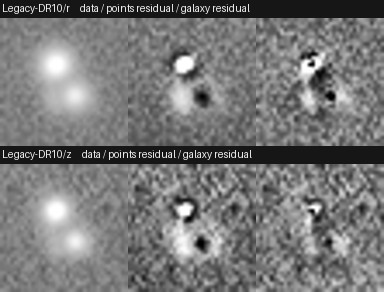 Legacy-DR10/r data / points residual / galaxy residual
Legacy-DR10/z data / points residual / galaxy residual